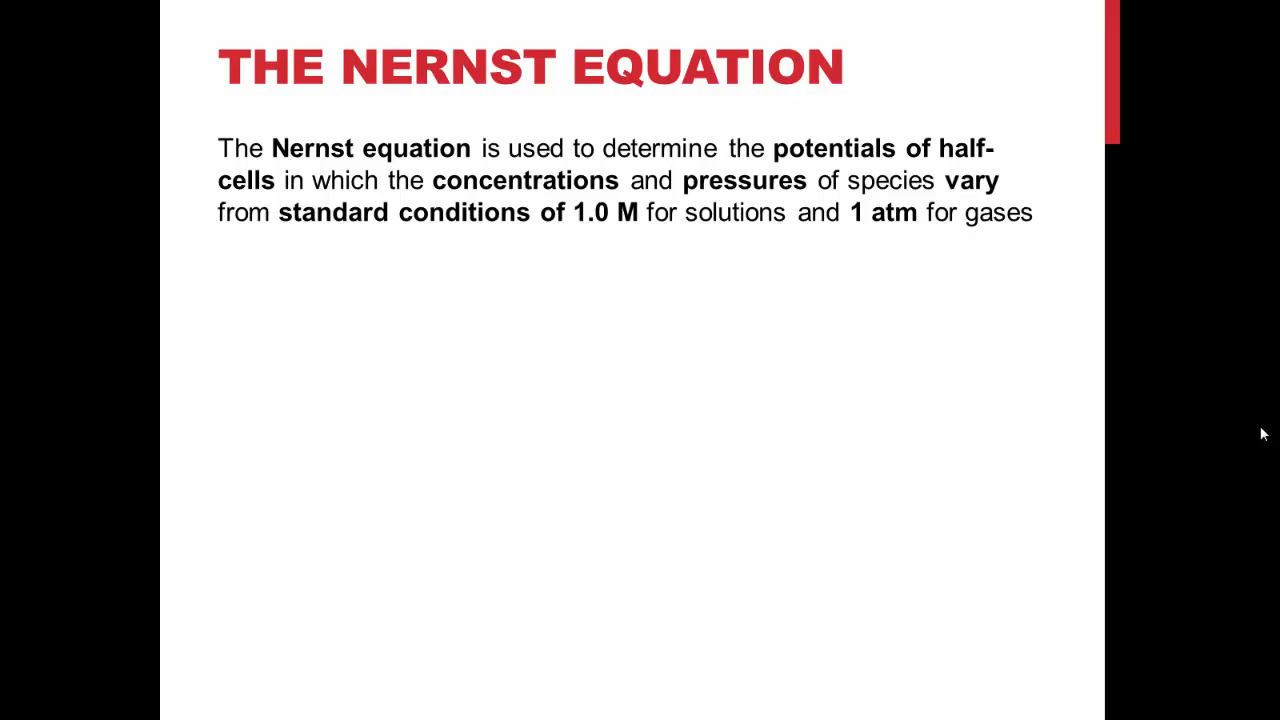 THE NERNST EQUATION
The Nernst equation is used to determine the potentials of half-
cells in which the concentrations and pressures of species vary
from standard conditions of 1.0 M for solutions and 1 atm for gases